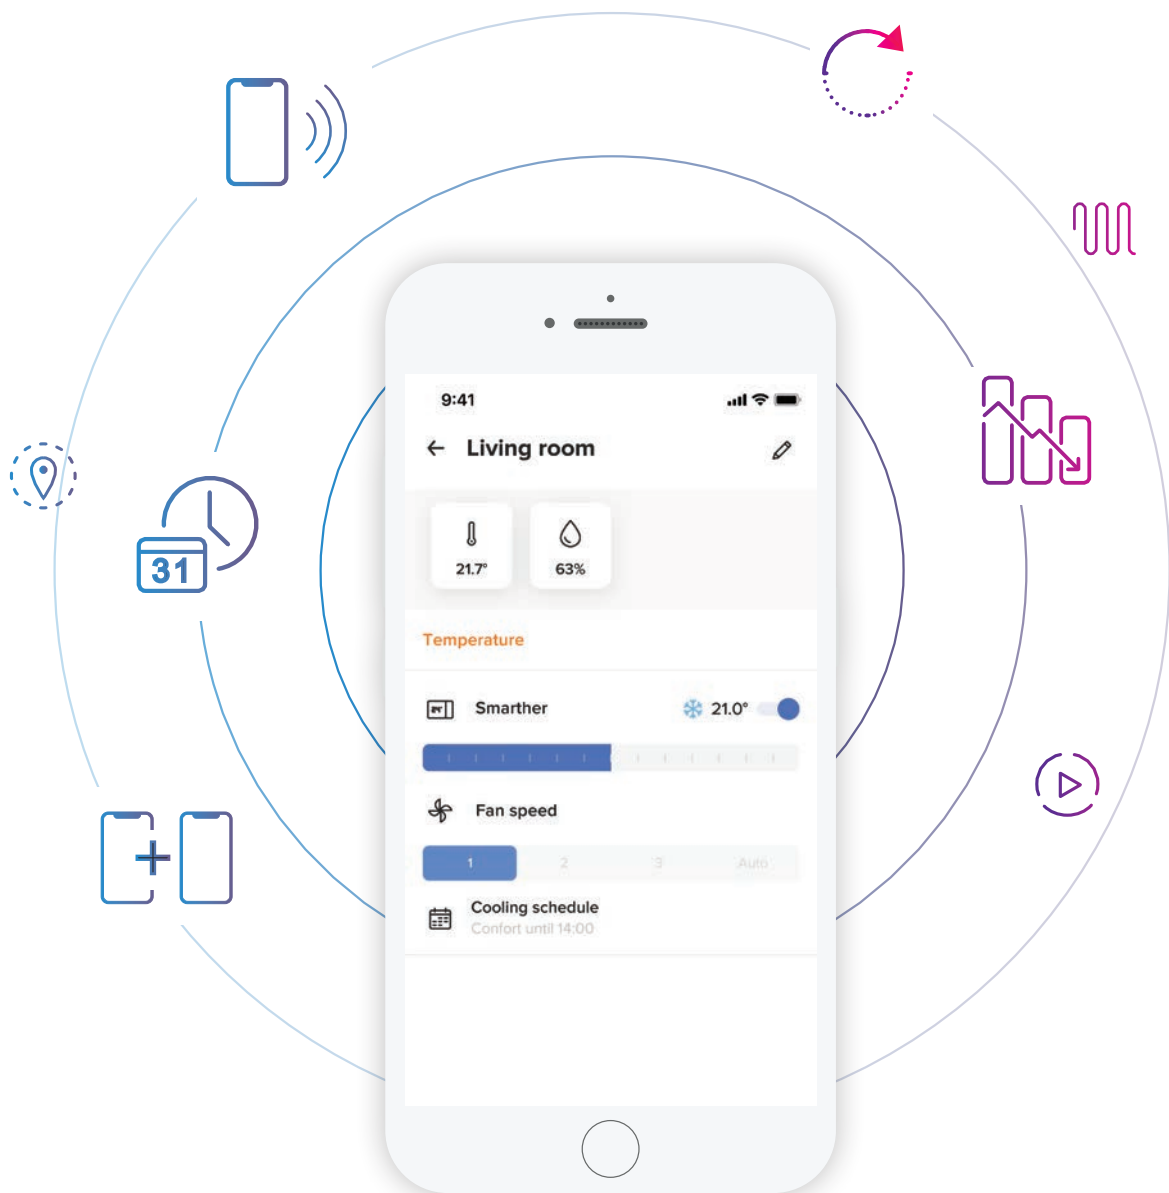 9:41
Living room
21.7°
63%
Temperature
Smarther
21.0°
31
Fan speed
1 2 3 Auto
Cooling schedule
Confort until 14:00